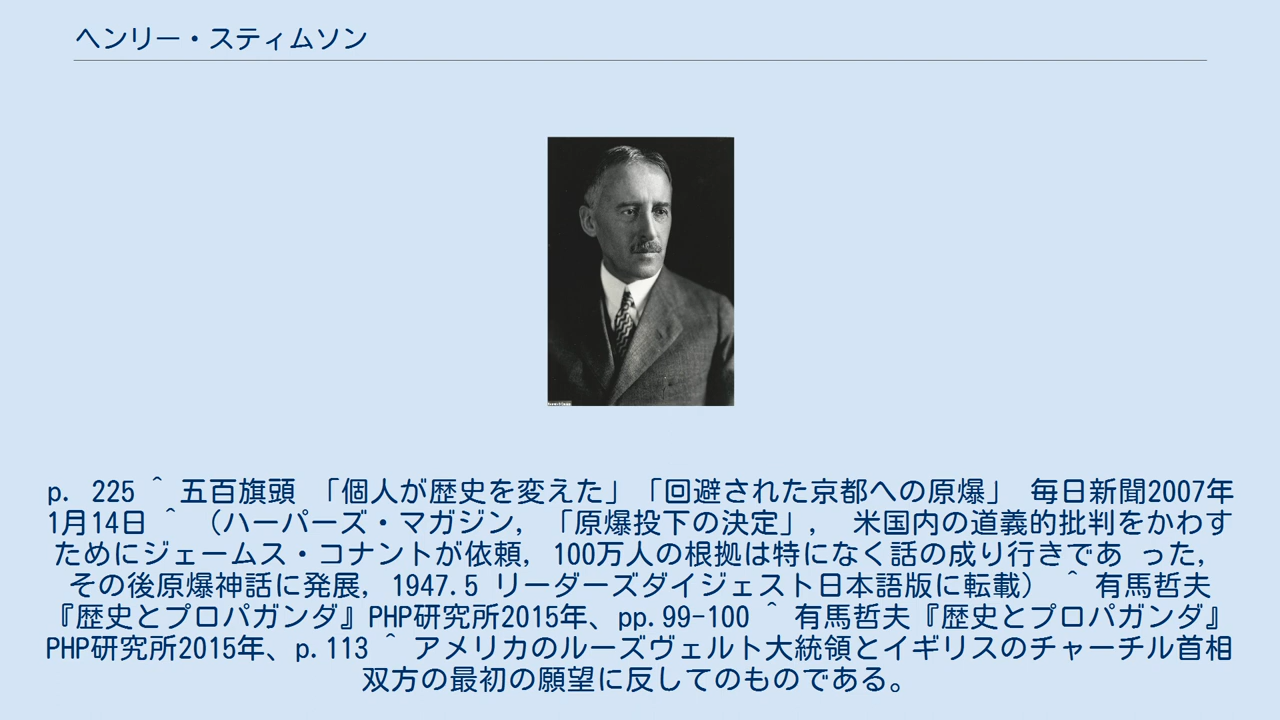 ヘンリー・スティムソン
p. 225 ^ 五百旗頭 「個人が歴史を変えた」「回避された京都への原爆」 毎日新聞2007年
1月14日 ^ （ハーパーズ・マガジン, 「原爆投下の決定」, 米国内の道義的批判をかわす
ためにジェームス・コナントが依頼, 100万人の根拠は特になく話の成り行きであ った,
その後原爆神話に発展, 1947.5 リーダーズダイジェスト日本語版に転載） ^ 有馬哲夫
『歴史とプロパガンダ』PHP研究所2015年、pp.99-100 ^ 有馬哲夫『歴史とプロパガンダ』
PHP研究所2015年、p.113 ^ アメリカのルーズヴェルト大統領とイギリスのチャーチル首相
双方の最初の願望に反してのものである。